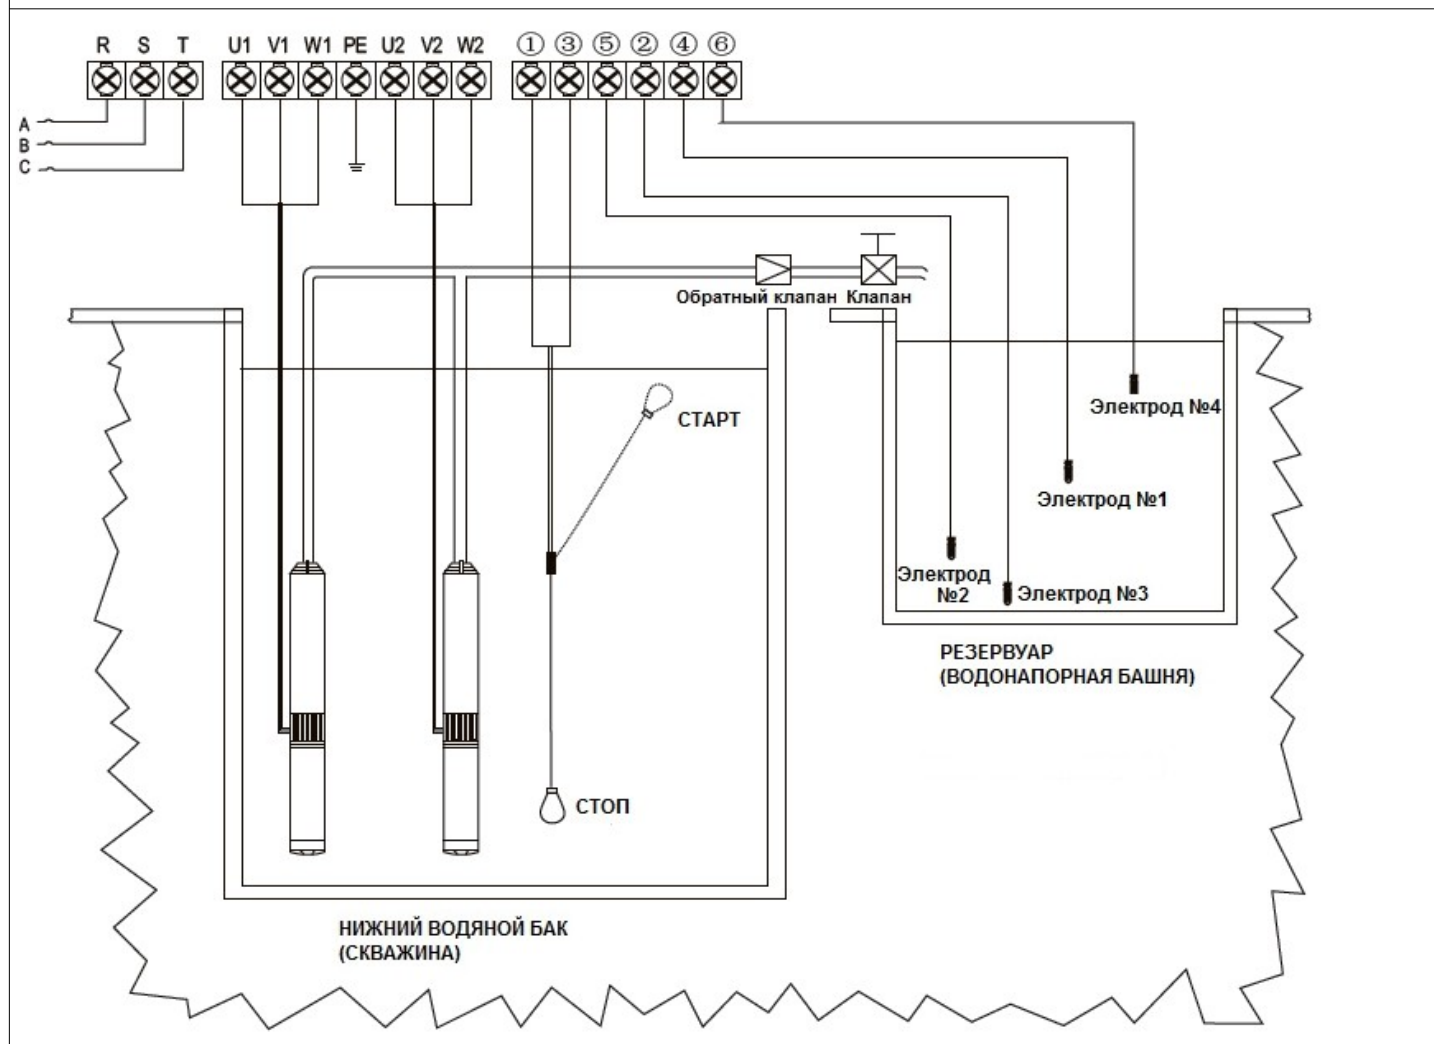 R S T U1 V1 W1 PE U2 V2 W2 ① ③ ⑤ ② ④ ⑥
A
B
C
Обратный клапан Клапан
СТАРТ
Электрод №4
Электрод №1
Электрод
№2
Электрод №3
РЕЗЕРВУАР
(ВОДОНАПОРНАЯ БАШНЯ)
СТОП
НИЖНИЙ ВОДЯНОЙ БАК
(СКВАЖИНА)